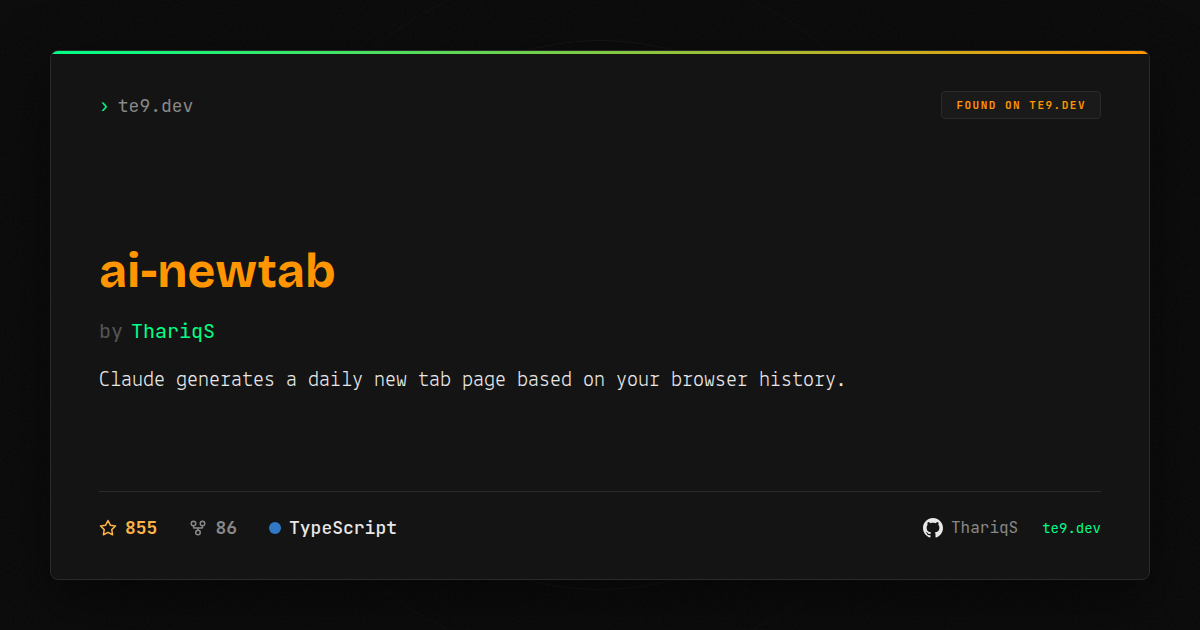 › te9.dev
FOUND ON TE9.DEV
ai-newtab
by ThariqS
Claude generates a daily new tab page based on your browser history.
855 86 TypeScript
ThariqS te9.dev